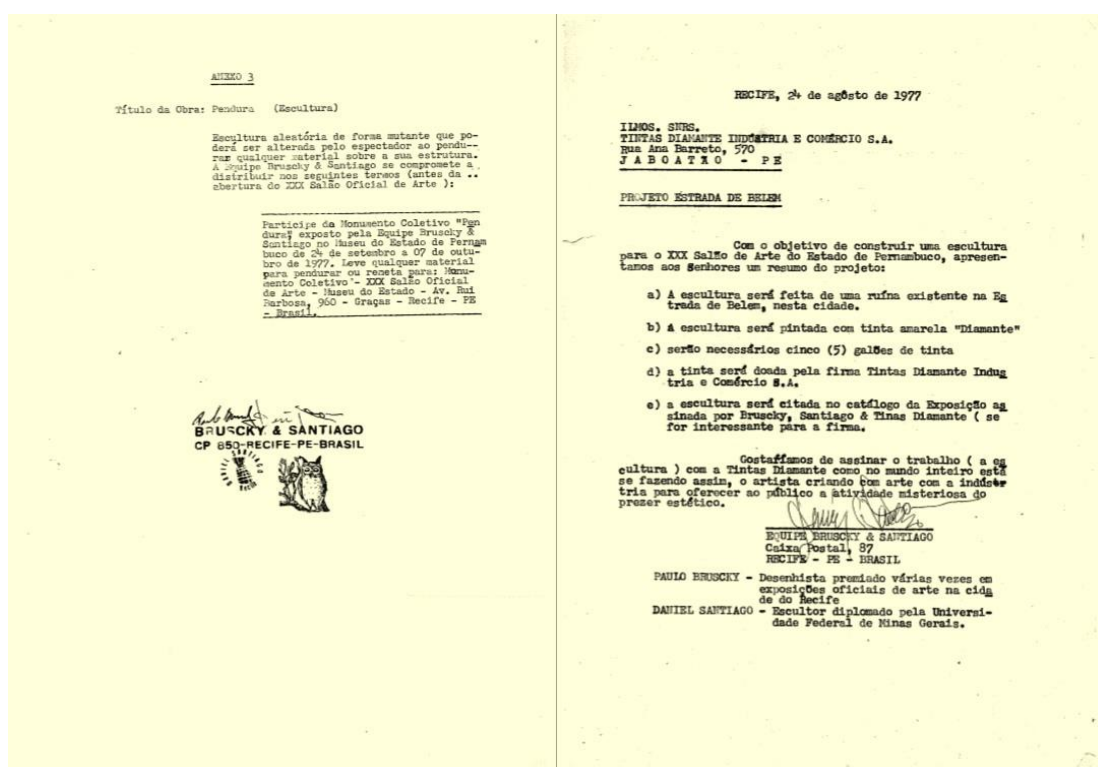 ANEXO 3
Título da Obra: Pendura (Escultura)
Escultura aleatória de forma mutante que po-
derá ser alterada pelo espectador ao pendu--
rar qualquer material sobre a sua estrutura.
A Equipe Bruscky & Santiago se compromete a
distribuir nos seguintes termos (antes da ..
abertura do XXX Salão Oficial de Arte ):
Participe do Monumento Coletivo "Pen
dura", exposto pela Equipe Bruscky &
Santiago no Museu do Estado de Pernam
buco de 24 de setembro a 07 de outu-
bro de 1977. Leve qualquer material
para pendurar ou remeta para: Monu-
mento Coletivo - XXX Salão Oficial
de Arte - Museu do Estado - Av. Rui
Barbosa, 960 - Graças - Recife - PE
- Brasil.
BRUSCKY & SANTIAGO
CP 850-RECIFE-PE-BRASIL
DANIEL SANTIAGO
RECIFE, 24 de agôsto de 1977
ILMOS. SNRS.
TINTAS DIAMANTE INDÚSTRIA E COMÉRCIO S.A.
Rua Ana Barreto, 570
JABOATÃO - PE
PROJETO ESTRADA DE BELEM
Com o objetivo de construir uma escultura
para o XXX Salão de Arte do Estado de Pernambuco, apresen-
tamos aos Senhores um resumo do projeto:
a) A escultura será feita de uma ruína existente na Es
trada de Belem, nesta cidade.
b) A escultura será pintada com tinta amarela "Diamante"
c) serão necessários cinco (5) galões de tinta
d) a tinta será doada pela firma Tintas Diamante Indus
tria e Comércio S.A.
e) a escultura será citada no catálogo da Exposição as
sinada por Bruscky, Santiago & Tinas Diamante ( se
for interessante para a firma.
Gostaríamos de assinar o trabalho ( a es
cultura ) com a Tintas Diamante como no mundo inteiro está
se fazendo assim, o artista criando com arte com a indúster
tria para oferecer ao público a atividade misteriosa do
prezer estético.
EQUIPE BRUSCKY & SANTIAGO
Caixa Postal, 87
RECIFE - PE - BRASIL
PAULO BRUSCKY - Desenhista premiado várias vezes em
exposições oficiais de arte na cida
de do Recife
DANIEL SANTIAGO - Escultor diplomado pela Universi-
dade Federal de Minas Gerais.